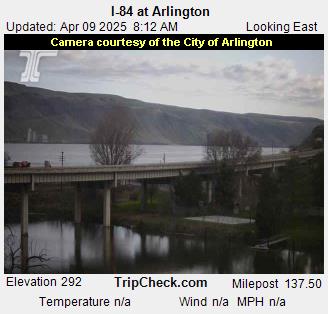 I-84 at Arlington
Updated: Apr 09 2025 8:12 AM Looking East
Camera courtesy of the City of Arlington
Elevation 292 TripCheck.com Milepost 137.50
Temperature n/a Wind n/a MPH n/a